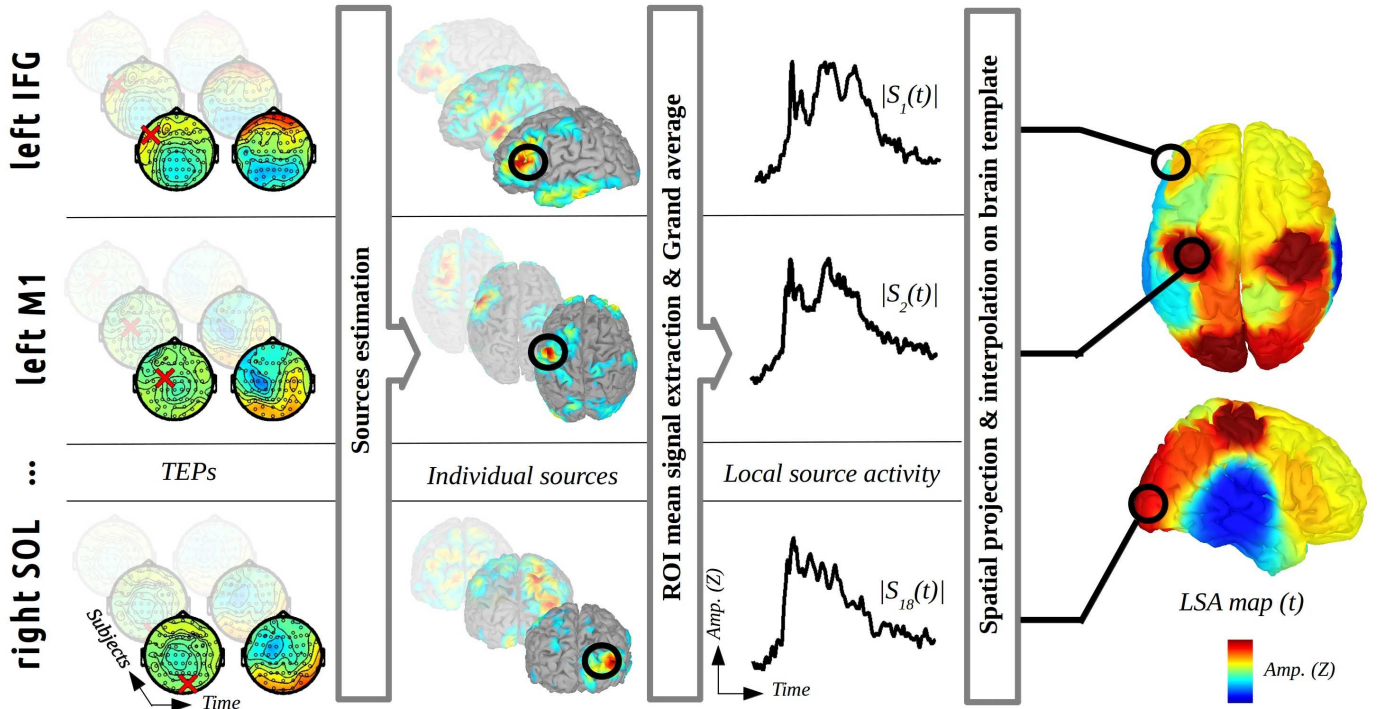 left IFG
left M1
...
right SOL
TEPs
Subjects
Time
Sources estimation
Individual sources
ROI mean signal extraction & Grand average
|S1(t)|
|S2(t)|
Local source activity
|S18(t)|
Amp. (Z)
Time
Spatial projection & interpolation on brain template
LSA map (t)
Amp. (Z)